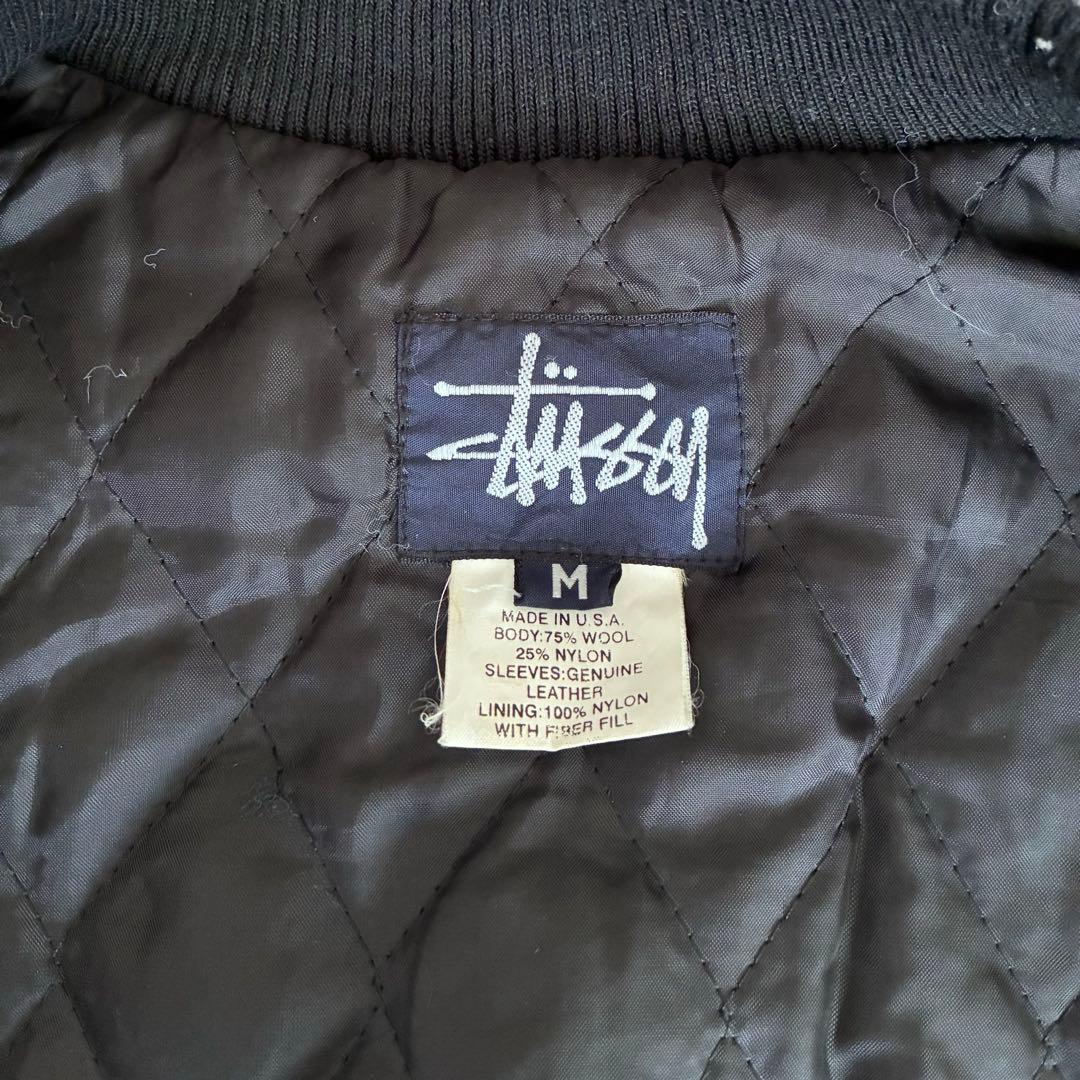 Stüssy
M
MADE IN U.S.A.
BODY:75% WOOL
25% NYLON
SLEEVES:GENUINE
LEATHER
LINING:100% NYLON
WITH FIBER FILL